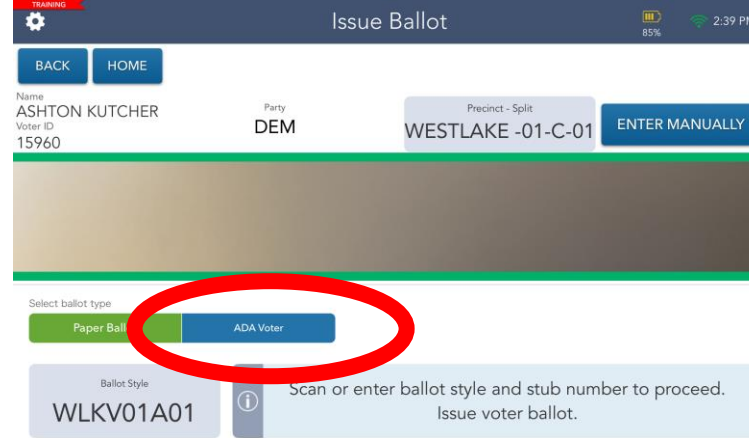 TRAINING
Issue Ballot
85%
2:39 PM
BACK HOME
Name
ASHTON KUTCHER
Voter ID
15960
Party
DEM
Precinct - Split
WESTLAKE -01-C-01
ENTER MANUALLY
Select ballot type
Paper Ball
ADA Voter
Ballot Style
WLKV01A01
Scan or enter ballot style and stub number to proceed.
Issue voter ballot.